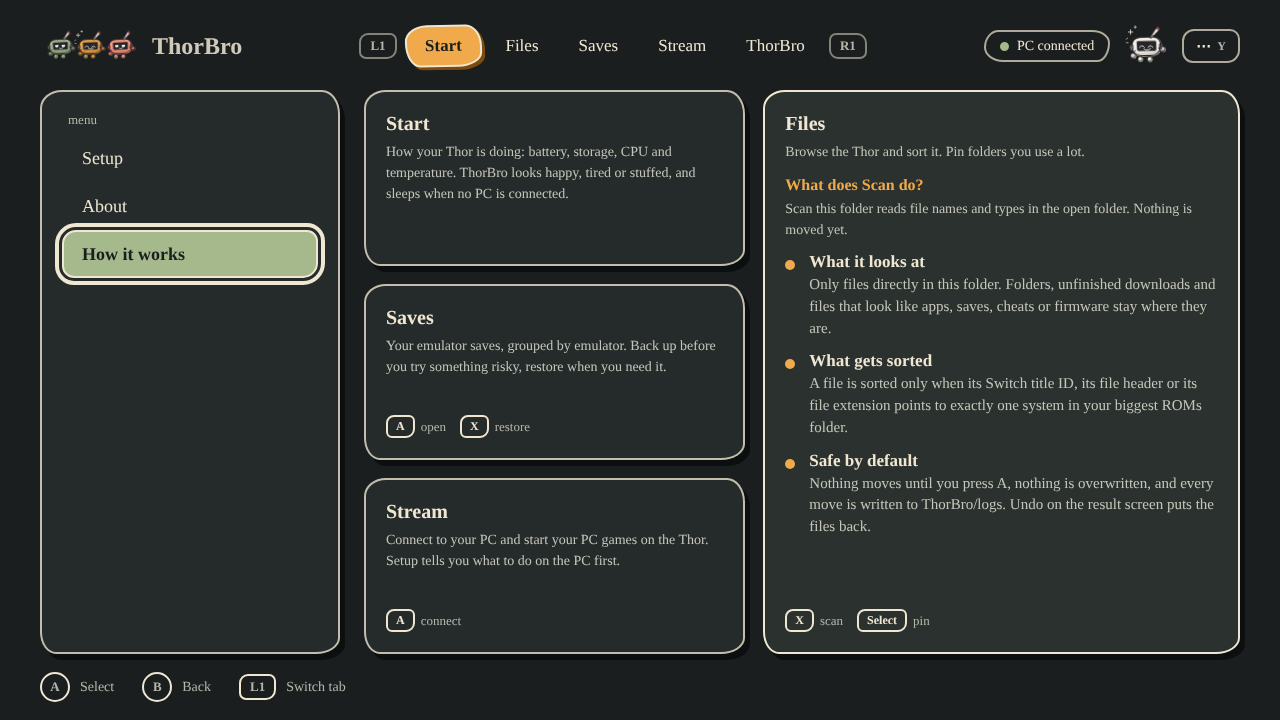 ThorBro
L1 Start Files Saves Stream ThorBro R1
PC connected
··· Y
menu
Setup
About
How it works
Start
How your Thor is doing: battery, storage, CPU and
temperature. ThorBro looks happy, tired or stuffed, and
sleeps when no PC is connected.
Saves
Your emulator saves, grouped by emulator. Back up before
you try something risky, restore when you need it.
A open X restore
Stream
Connect to your PC and start your PC games on the Thor.
Setup tells you what to do on the PC first.
A connect
Files
Browse the Thor and sort it. Pin folders you use a lot.
What does Scan do?
Scan this folder reads file names and types in the open folder. Nothing is
moved yet.
What it looks at
Only files directly in this folder. Folders, unfinished downloads and
files that look like apps, saves, cheats or firmware stay where they
are.
What gets sorted
A file is sorted only when its Switch title ID, its file header or its
file extension points to exactly one system in your biggest ROMs
folder.
Safe by default
Nothing moves until you press A, nothing is overwritten, and every
move is written to ThorBro/logs. Undo on the result screen puts the
files back.
X scan Select pin
A Select B Back L1 Switch tab